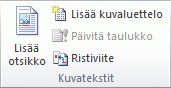 Lisää
otsikko
Lisää kuvaluettelo
Päivitä taulukko
Ristiviite
Kuvatekstit